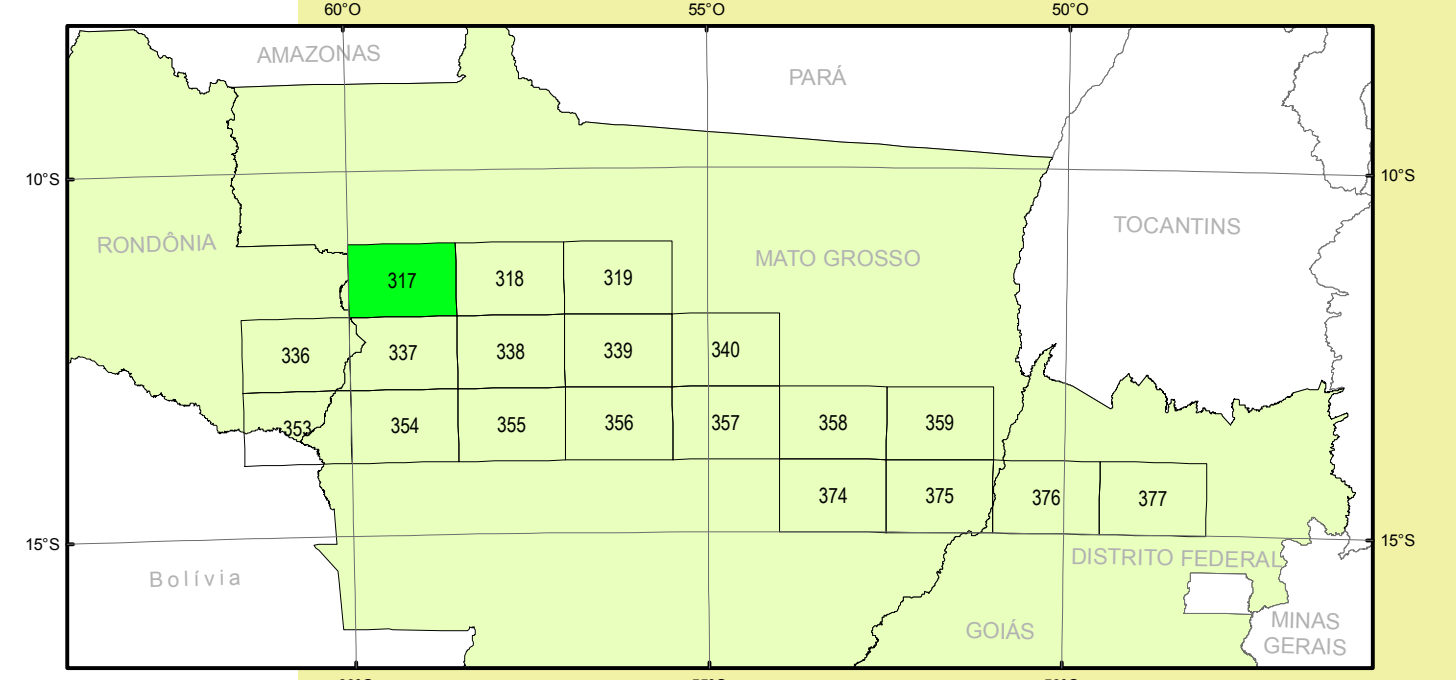 60°O 55°O 50°O
AMAZONAS
PARÁ
10°S 10°S
RONDÔNIA
TOCANTINS
MATO GROSSO
317 318 319
336 337 338 339 340
353 354 355 356 357 358 359
374 375 376 377
15°S 15°S
DISTRITO FEDERAL
Bolívia
GOIÁS
MINAS
GERAIS